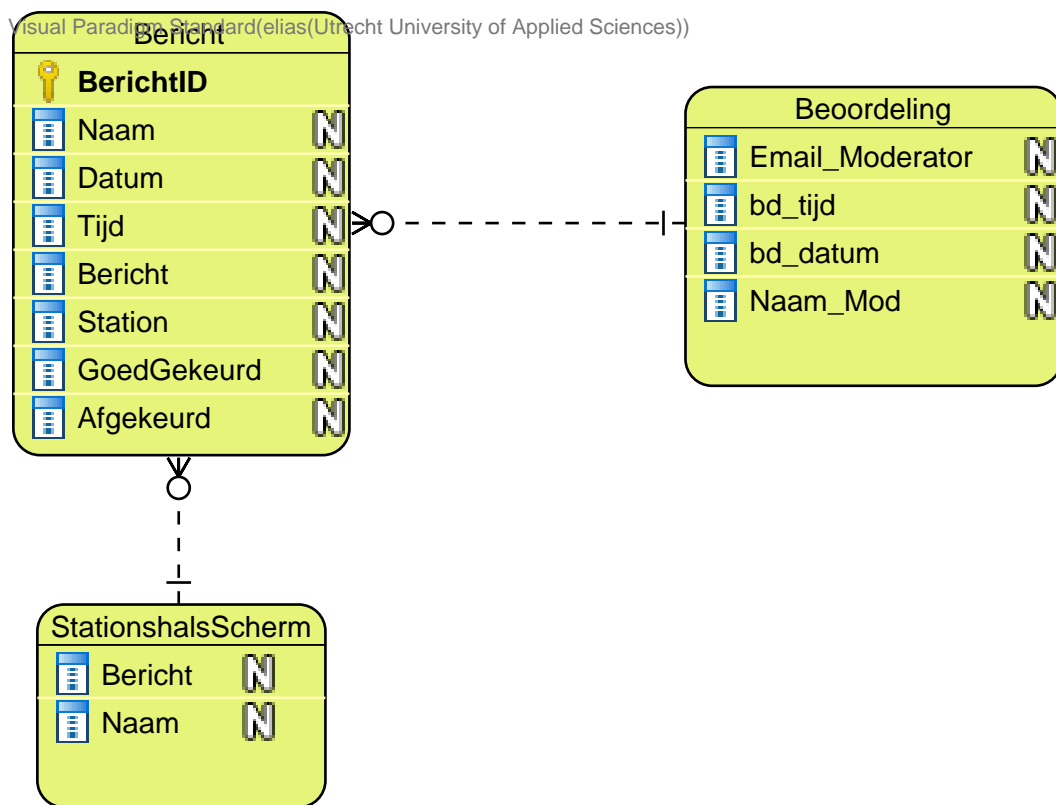 Visual Paradigm Standard(elias(Utrecht University of Applied Sciences))
Bericht
BerichtID
Naam N
Datum N
Tijd N
Bericht N
Station N
GoedGekeurd N
Afgekeurd N
Beoordeling
Email_Moderator N
bd_tijd N
bd_datum N
Naam_Mod N
StationshalsScherm
Bericht N
Naam N